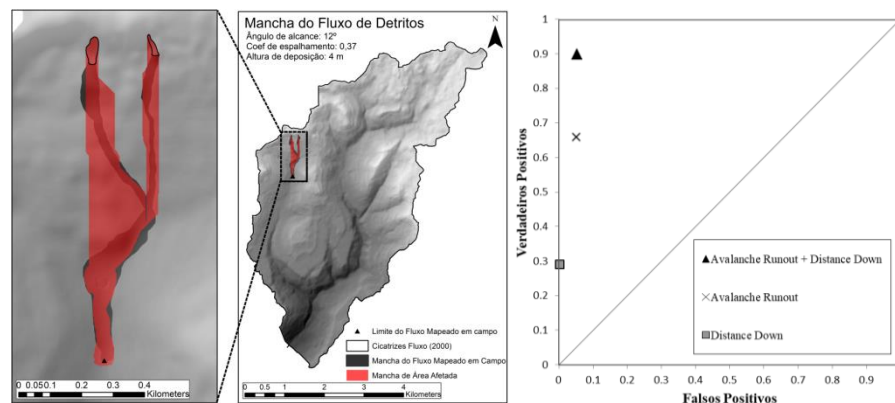 0 0.050.1 0.2 0.3 0.4
Kilometers
Mancha do Fluxo de Detritos
Ângulo de alcance: 12º
Coef de espalhamento: 0,37
Altura de deposição: 4 m
N
Limite do Fluxo Mapeado em campo
Cicatrizes Fluxo (2000)
Mancha do Fluxo Mapeado em Campo
Mancha de Área Afetada
0 0.5 1 2 3 4
Kilometers
Verdadeiros Positivos
1
0.9
0.8
0.7
0.6
0.5
0.4
0.3
0.2
0.1
0
Avalanche Runout + Distance Down
Avalanche Runout
Distance Down
0 0.1 0.2 0.3 0.4 0.5 0.6 0.7 0.8 0.9 1
Falsos Positivos